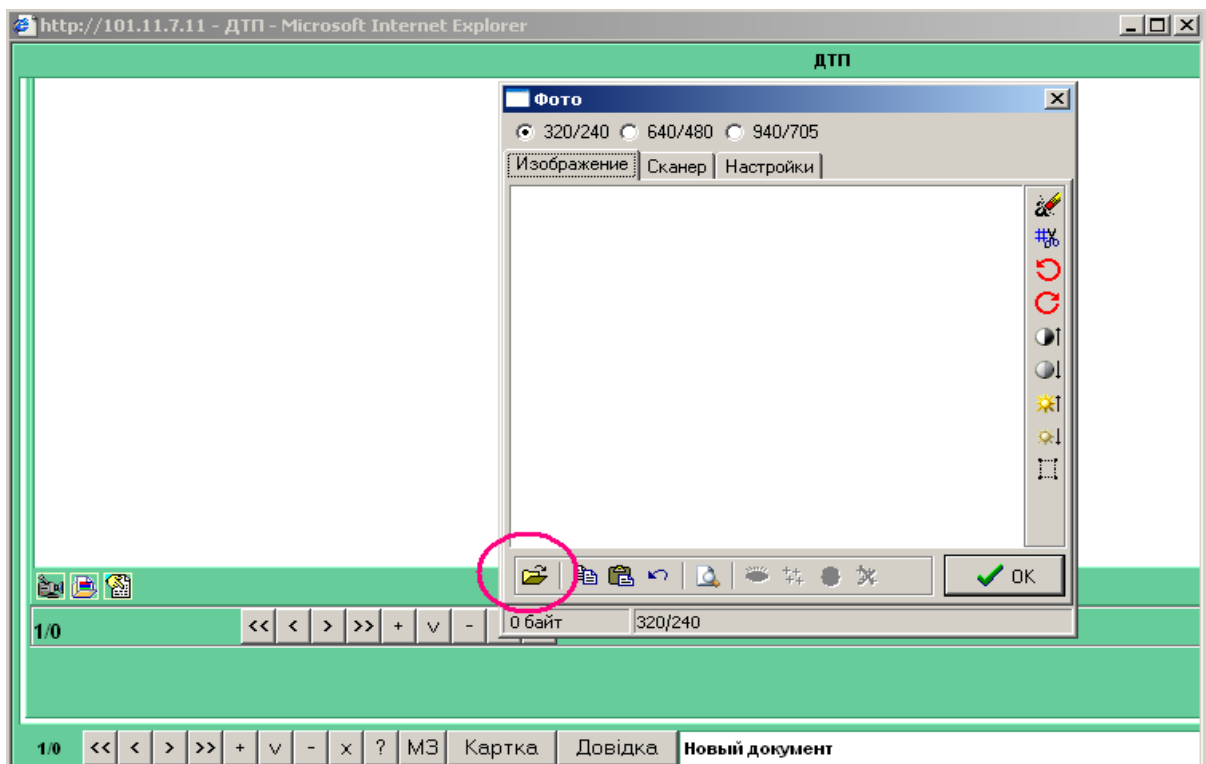 http://101.11.7.11 - ДТП - Microsoft Internet Explorer
ДТП
Фото
320/240 640/480 940/705
Изображение Сканер Настройки
OK
0 байт 320/240
1/0 << < > >> + v -
1/0 << < > >> + v - x ? МЗ Картка Довідка Новый документ